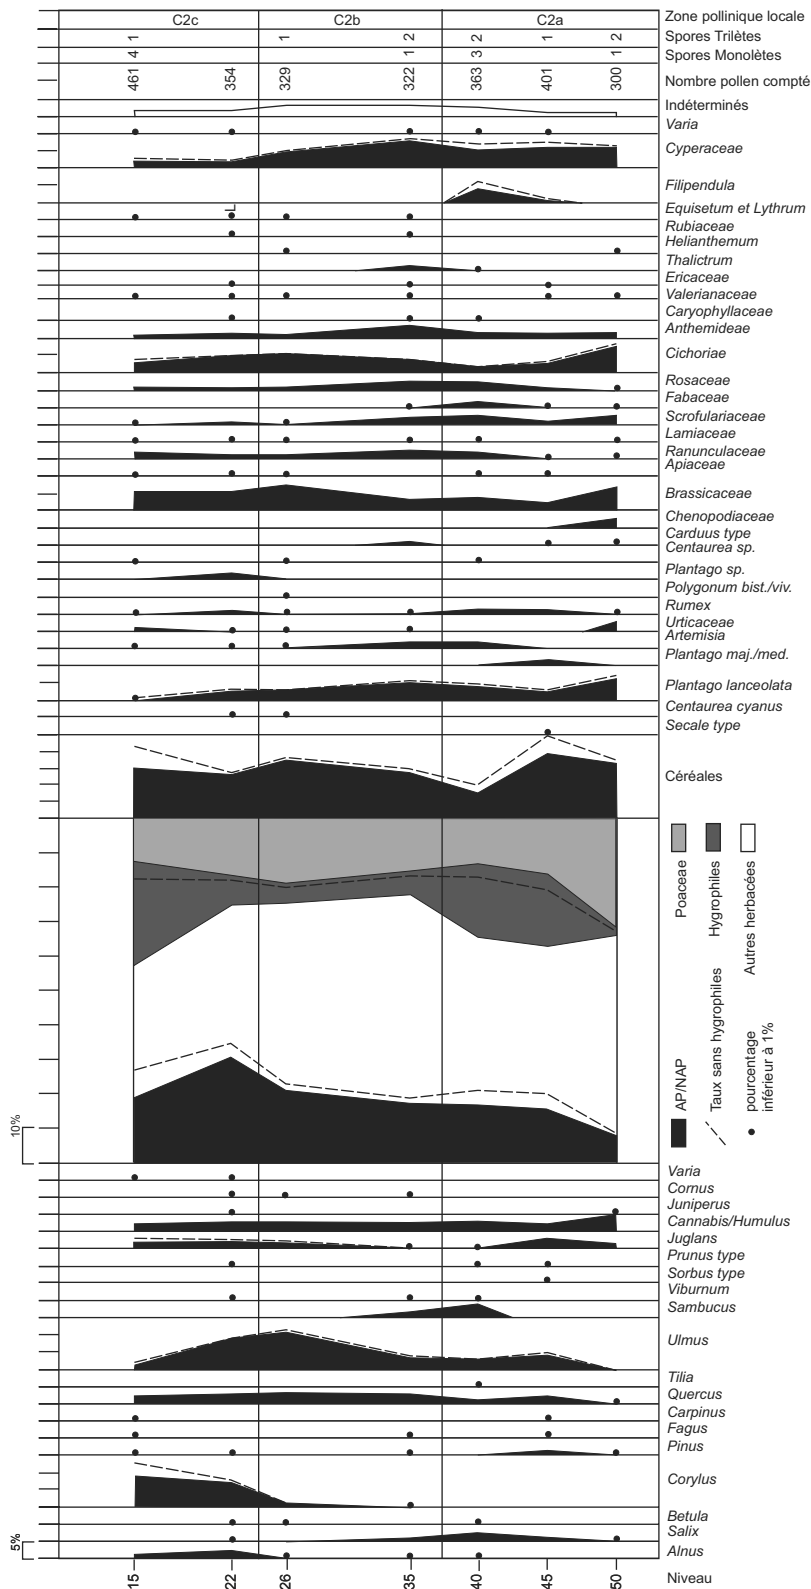 C2c C2b C2a Zone pollinique locale
1 1 1 2 2 1 2 Spores Trilètes
4 1 3 1 Spores Monolètes
461 354 329 322 363 401 300 Nombre pollen compté
Indéterminés
Varia
Cyperaceae
Filipendula
Equisetum et Lythrum
Rubiaceae
Helianthemum
Thalictrum
Ericaceae
Valerianaceae
Caryophyllaceae
Anthemideae
Cichoriae
Rosaceae
Fabaceae
Scrofulariaceae
Lamiaceae
Ranunculaceae
Apiaceae
Brassicaceae
Chenopodiaceae
Carduus type
Centaurea sp.
Plantago sp.
Polygonum bist./viv.
Rumex
Urticaceae
Artemisia
Plantago maj./med.
Plantago lanceolata
Centaurea cyanus
Secale type
Céréales
Poaceae
Hygrophiles
Autres herbacées
AP/NAP
Taux sans hygrophiles
pourcentage
inférieur à 1%
10%
Varia
Cornus
Juniperus
Cannabis/Humulus
Juglans
Prunus type
Sorbus type
Viburnum
Sambucus
Ulmus
Tilia
Quercus
Carpinus
Fagus
Pinus
Corylus
Betula
Salix
5%
Alnus
15 22 26 35 40 45 50 Niveau